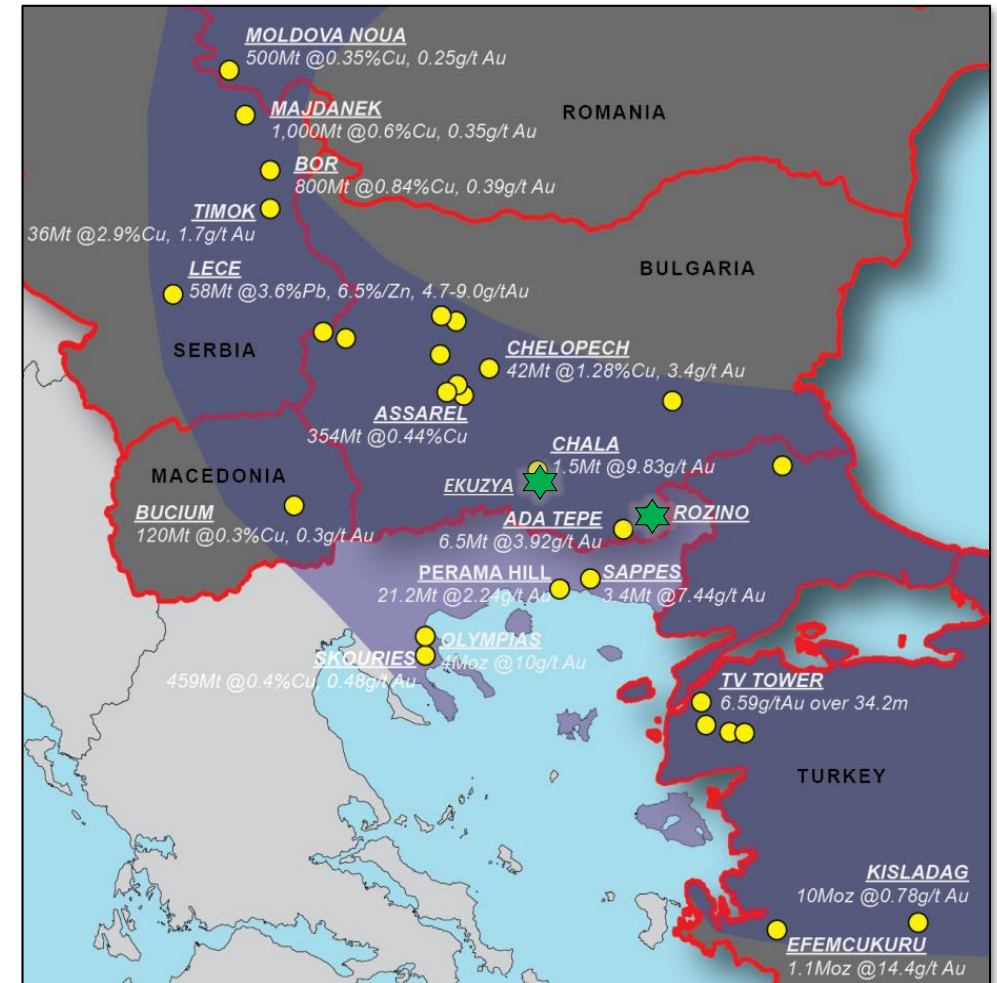 MOLDOVA NOUA
500Mt @0.35%Cu, 0.25g/t Au
ROMANIA
MAJDANEK
1,000Mt @0.6%Cu, 0.35g/t Au
BOR
800Mt @0.84%Cu, 0.39g/t Au
TIMOK
36Mt @2.9%Cu, 1.7g/t Au
BULGARIA
LECE
58Mt @3.6%Pb, 6.5%/Zn, 4.7-9.0g/tAu
SERBIA
CHELOPECH
42Mt @1.28%Cu, 3.4g/t Au
ASSAREL
354Mt @0.44%Cu
CHALA
1.5Mt @9.83g/t Au
MACEDONIA
EKUZYA
BUCIUM
120Mt @0.3%Cu, 0.3g/t Au
ROZINO
ADA TEPE
6.5Mt @3.92g/t Au
PERAMA HILL
21.2Mt @2.24g/t Au
SAPPES
3.4Mt @7.44g/t Au
OLYMPIAS
4Moz @10g/t Au
SKOURIES
459Mt @0.4%Cu, 0.48g/t Au
TV TOWER
6.59g/tAu over 34.2m
TURKEY
KISLADAG
10Moz @0.78g/t Au
EFEMCUKURU
1.1Moz @14.4g/t Au